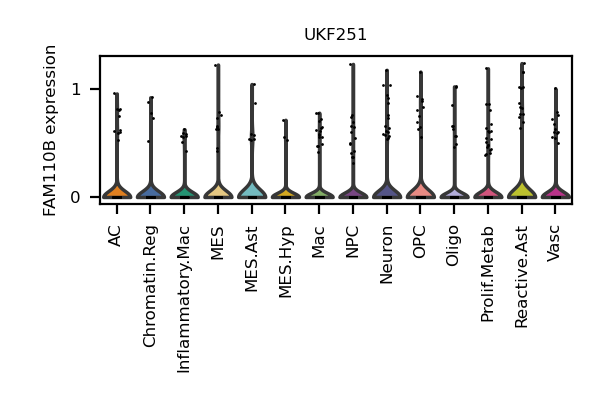 UKF251
FAM110B expression
1
0
AC
Chromatin.Reg
Inflammatory.Mac
MES
MES.Ast
MES.Hyp
Mac
NPC
Neuron
OPC
Oligo
Prolif.Metab
Reactive.Ast
Vasc